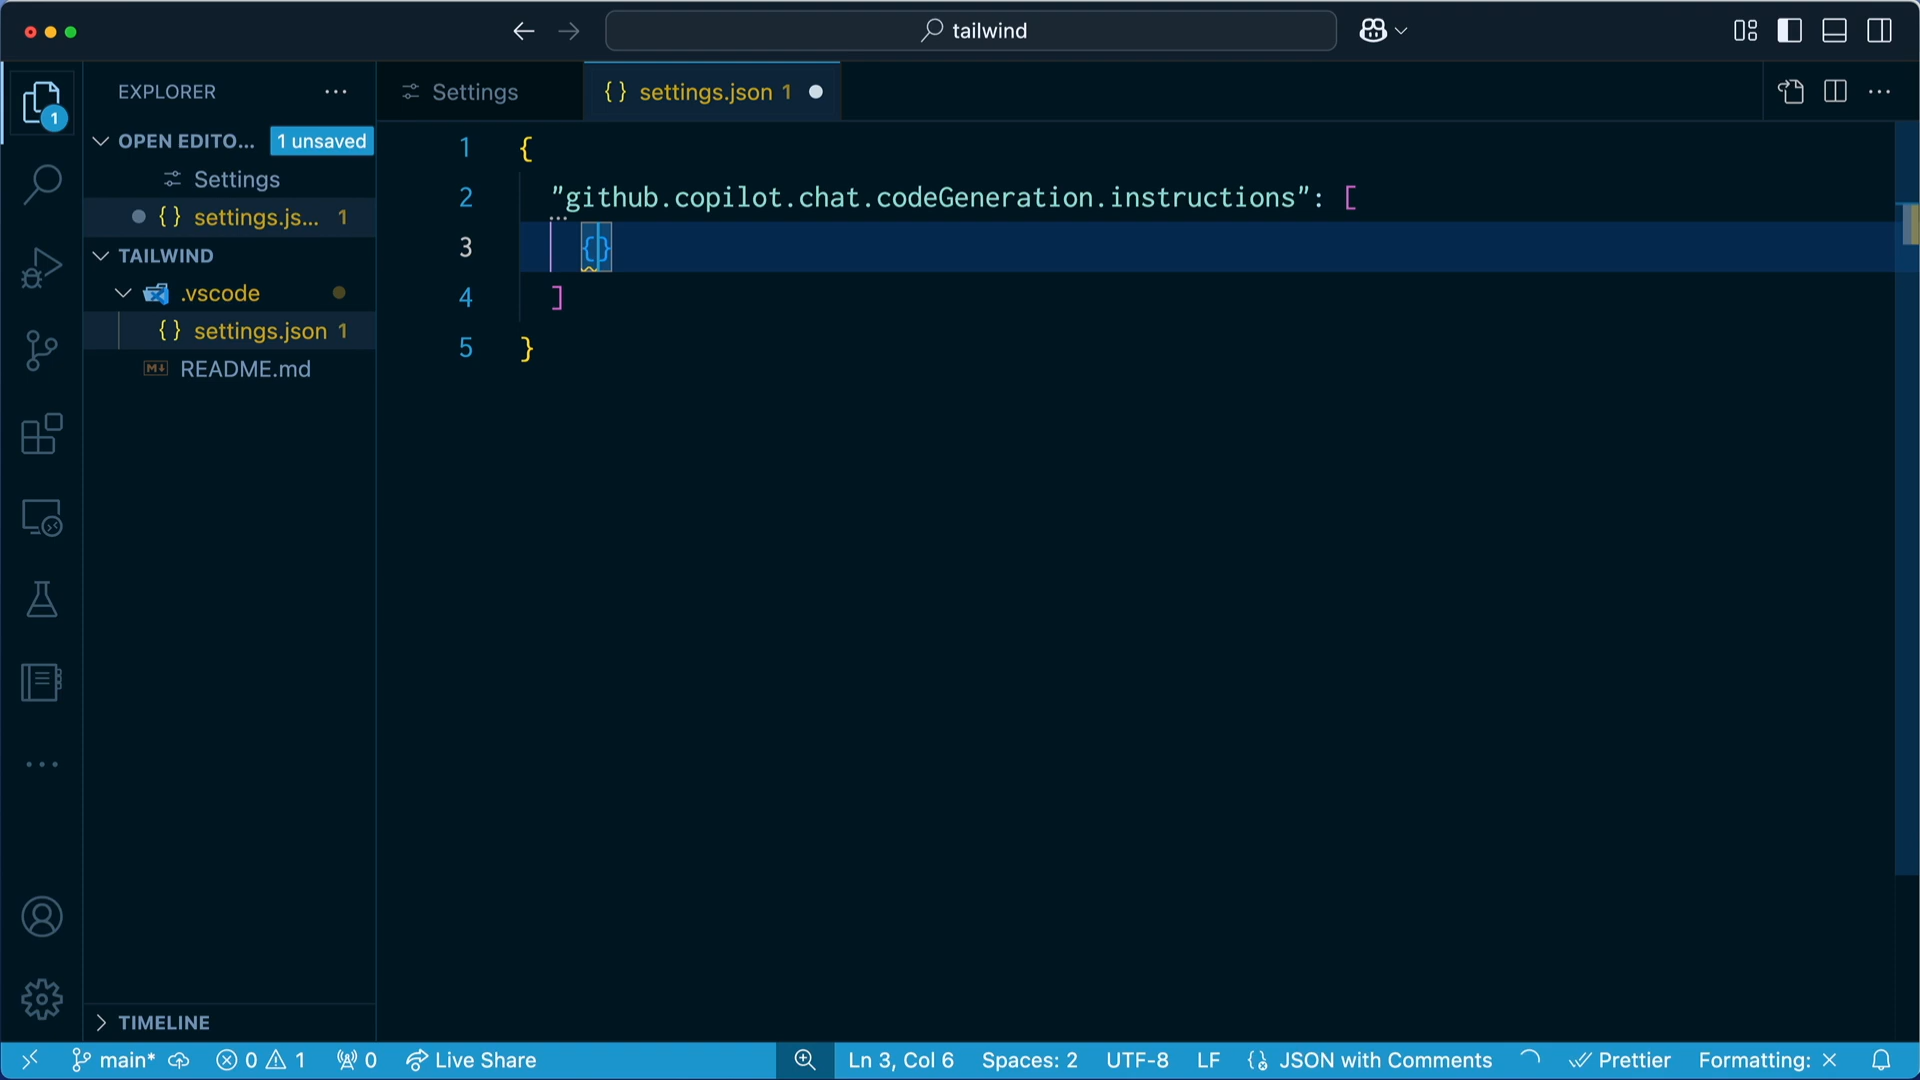 tailwind
EXPLORER
Settings
{} settings.json 1
1
OPEN EDITO... 1 unsaved
Settings
{} settings.js... 1
TAILWIND
.vscode
{} settings.json 1
M↓ README.md
1 {
2 "github.copilot.chat.codeGeneration.instructions": [
3 {}
4 ]
5 }
TIMELINE
main* 0 1 0 Live Share Ln 3, Col 6 Spaces: 2 UTF-8 LF JSON with Comments Prettier Formatting: ×